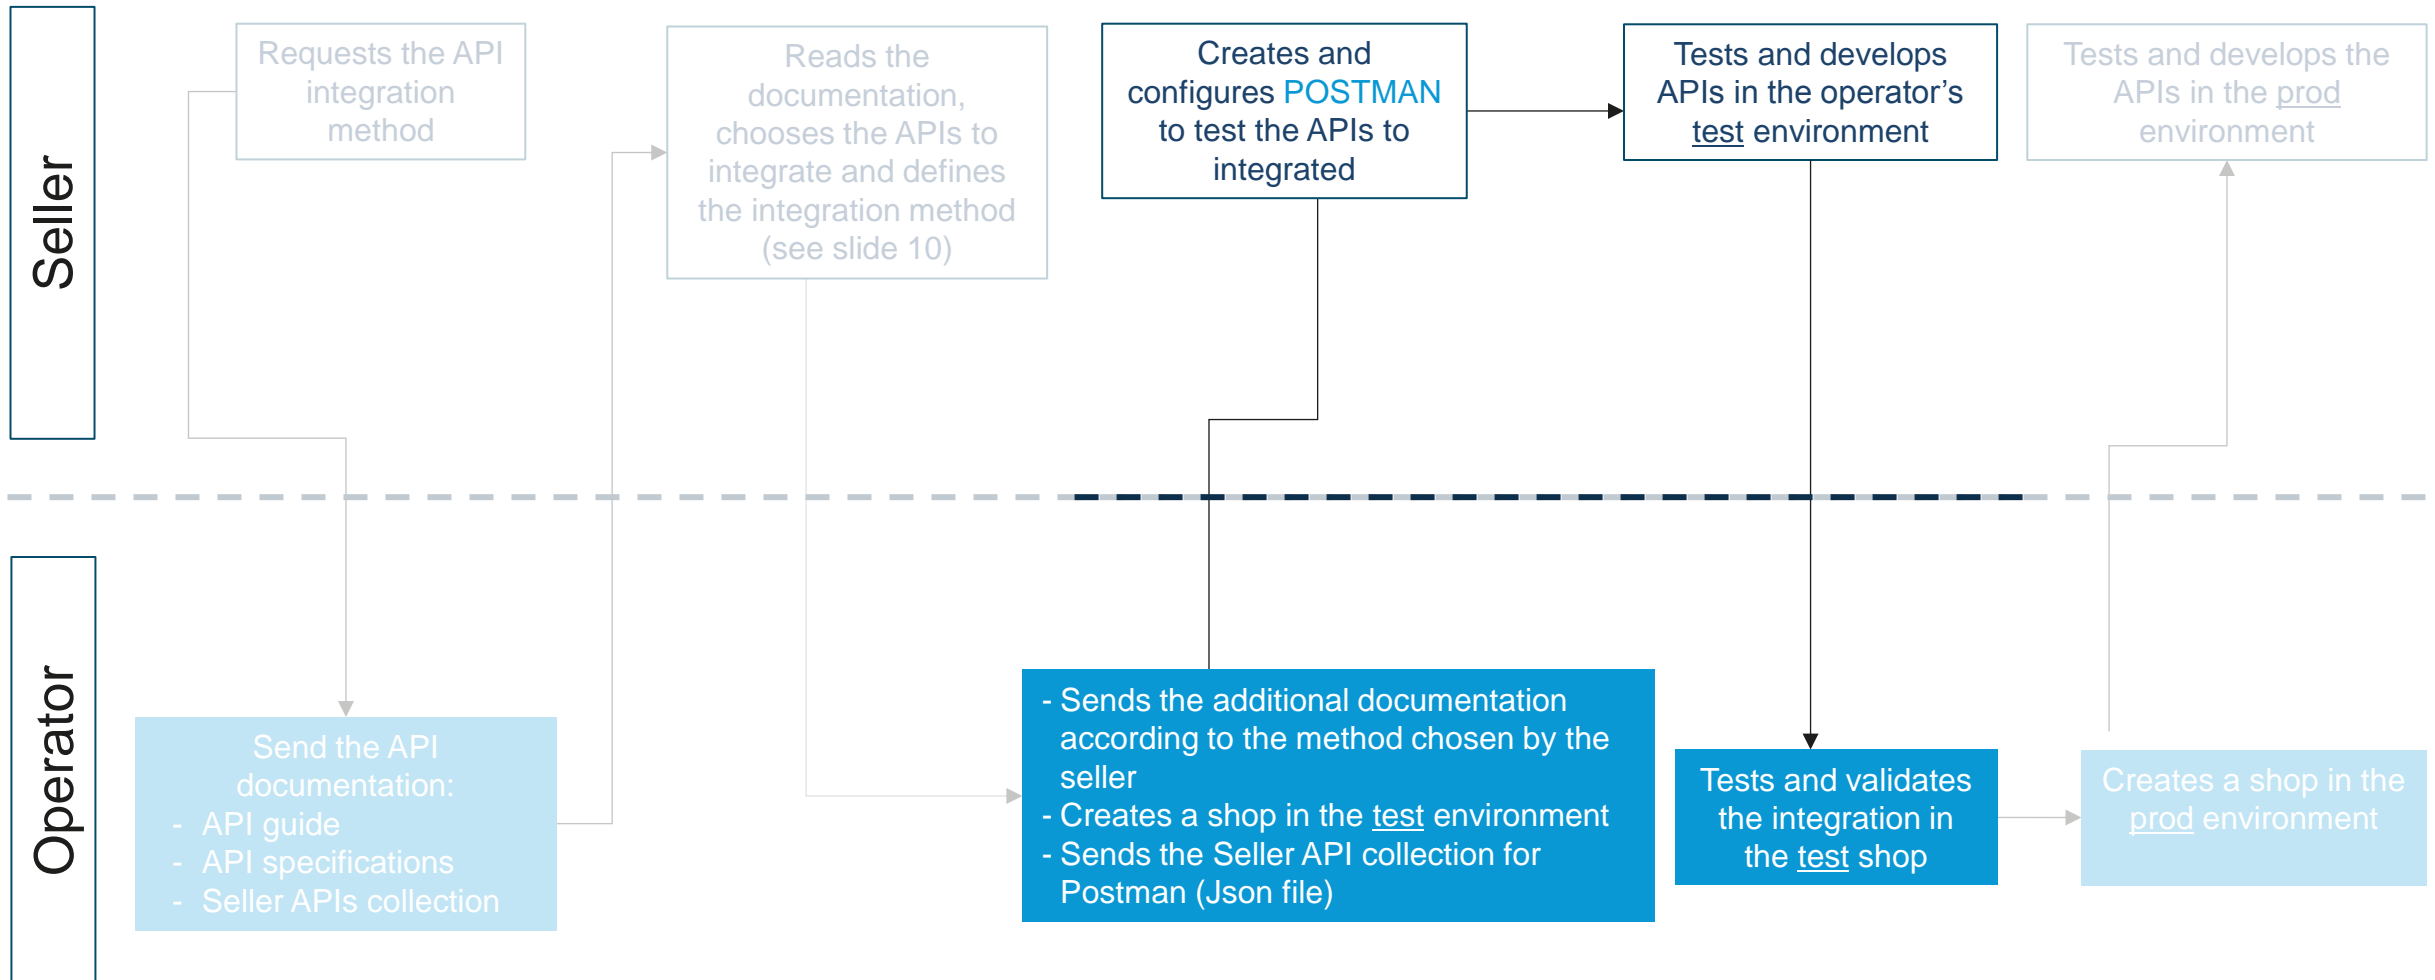 Seller
Requests the API
integration
method
Reads the
documentation,
chooses the APIs to
integrate and defines
the integration method
(see slide 10)
Creates and
configures POSTMAN
to test the APIs to
integrated
Tests and develops
APIs in the operator’s
test environment
Tests and develops the
APIs in the prod
environment
Operator
Send the API
documentation:
- API guide
- API specifications
- Seller APIs collection
- Sends the additional documentation
according to the method chosen by the
seller
- Creates a shop in the test environment
- Sends the Seller API collection for
Postman (Json file)
Tests and validates
the integration in
the test shop
Creates a shop in the
prod environment